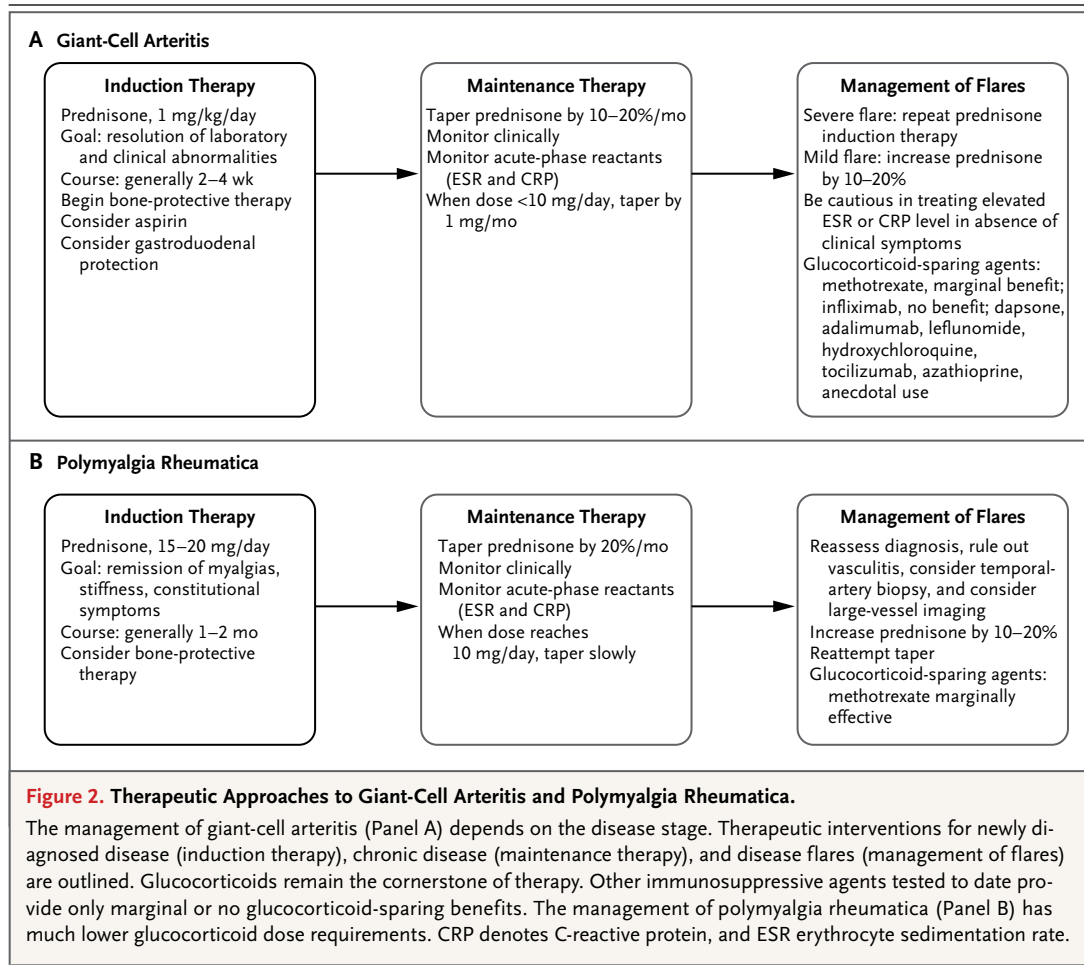 A Giant-Cell Arteritis
Induction Therapy
Prednisone, 1 mg/kg/day
Goal: resolution of laboratory
and clinical abnormalities
Course: generally 2–4 wk
Begin bone-protective therapy
Consider aspirin
Consider gastroduodenal
protection
Maintenance Therapy
Taper prednisone by 10–20%/mo
Monitor clinically
Monitor acute-phase reactants
(ESR and CRP)
When dose <10 mg/day, taper by
1 mg/mo
Management of Flares
Severe flare: repeat prednisone
induction therapy
Mild flare: increase prednisone
by 10–20%
Be cautious in treating elevated
ESR or CRP level in absence of
clinical symptoms
Glucocorticoid-sparing agents:
methotrexate, marginal benefit;
infliximab, no benefit; dapsone,
adalimumab, leflunomide,
hydroxychloroquine,
tocilizumab, azathioprine,
anecdotal use
B Polymyalgia Rheumatica
Induction Therapy
Prednisone, 15–20 mg/day
Goal: remission of myalgias,
stiffness, constitutional
symptoms
Course: generally 1–2 mo
Consider bone-protective
therapy
Maintenance Therapy
Taper prednisone by 20%/mo
Monitor clinically
Monitor acute-phase reactants
(ESR and CRP)
When dose reaches
10 mg/day, taper slowly
Management of Flares
Reassess diagnosis, rule out
vasculitis, consider temporal-
artery biopsy, and consider
large-vessel imaging
Increase prednisone by 10–20%
Reattempt taper
Glucocorticoid-sparing agents:
methotrexate marginally
effective
Figure 2. Therapeutic Approaches to Giant-Cell Arteritis and Polymyalgia Rheumatica.
The management of giant-cell arteritis (Panel A) depends on the disease stage. Therapeutic interventions for newly di-
agnosed disease (induction therapy), chronic disease (maintenance therapy), and disease flares (management of flares)
are outlined. Glucocorticoids remain the cornerstone of therapy. Other immunosuppressive agents tested to date pro-
vide only marginal or no glucocorticoid-sparing benefits. The management of polymyalgia rheumatica (Panel B) has
much lower glucocorticoid dose requirements. CRP denotes C-reactive protein, and ESR erythrocyte sedimentation rate.